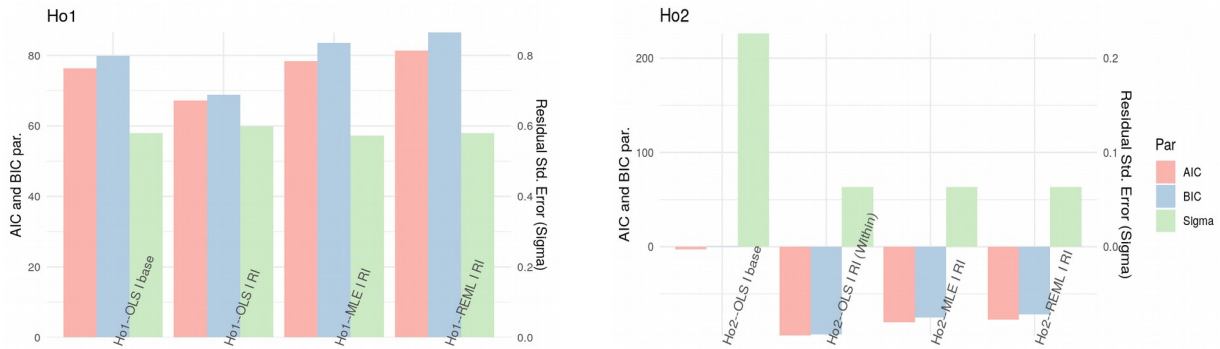 Ho1
80
60
40
20
0
AIC and BIC par.
0.8
0.6
0.4
0.2
0.0
Residual Std. Error (Sigma)
Ho1--OLS I base
Ho1--OLS I RI
Ho1--MLE I RI
Ho1--REML I RI
Ho2
200
100
0
AIC and BIC par.
0.2
0.1
0.0
Residual Std. Error (Sigma)
Ho2--OLS I base
Ho2--OLS I RI (Within)
Ho2--MLE I RI
Ho2--REML I RI
Par
AIC
BIC
Sigma